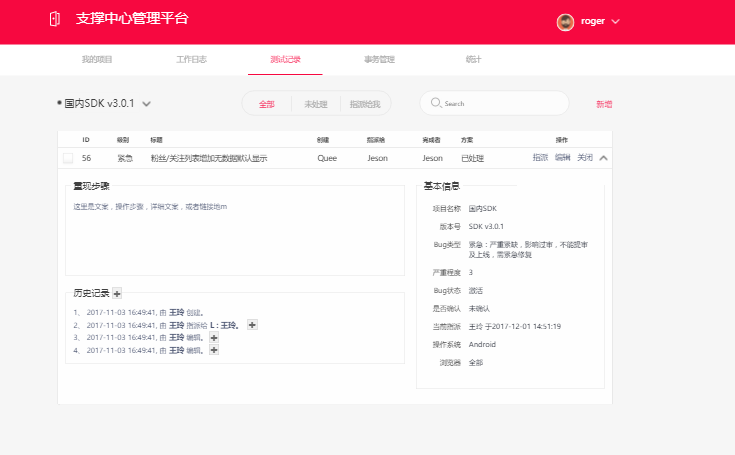 支撑中心管理平台
roger
我的项目 工作日志 测试记录 事务管理 统计
国内SDK v3.0.1 全部 未处理 指派给我 Search 新增
ID 级别 标题 创建 指派给 完成者 方案 操作
56 紧急 粉丝/关注列表增加无数据默认显示 Quee Jeson Jeson 已处理 指派 编辑 关闭
重现步骤
这里是文案，操作步骤，详细文案，或者链接地m
历史记录
1、 2017-11-03 16:49:41, 由 王玲 创建。
2、 2017-11-03 16:49:41, 由 王玲 指派给 L : 王玲。
3、 2017-11-03 16:49:41, 由 王玲 编辑。
4、 2017-11-03 16:49:41, 由 王玲 编辑。
基本信息
项目名称 国内SDK
版本号 SDK v3.0.1
Bug类型 紧急：严重紧缺，影响过审，不能提审
及上线，需紧急修复
严重程度 3
Bug状态 激活
是否确认 未确认
当前指派 王玲 于2017-12-01 14:51:19
操作系统 Android
浏览器 全部